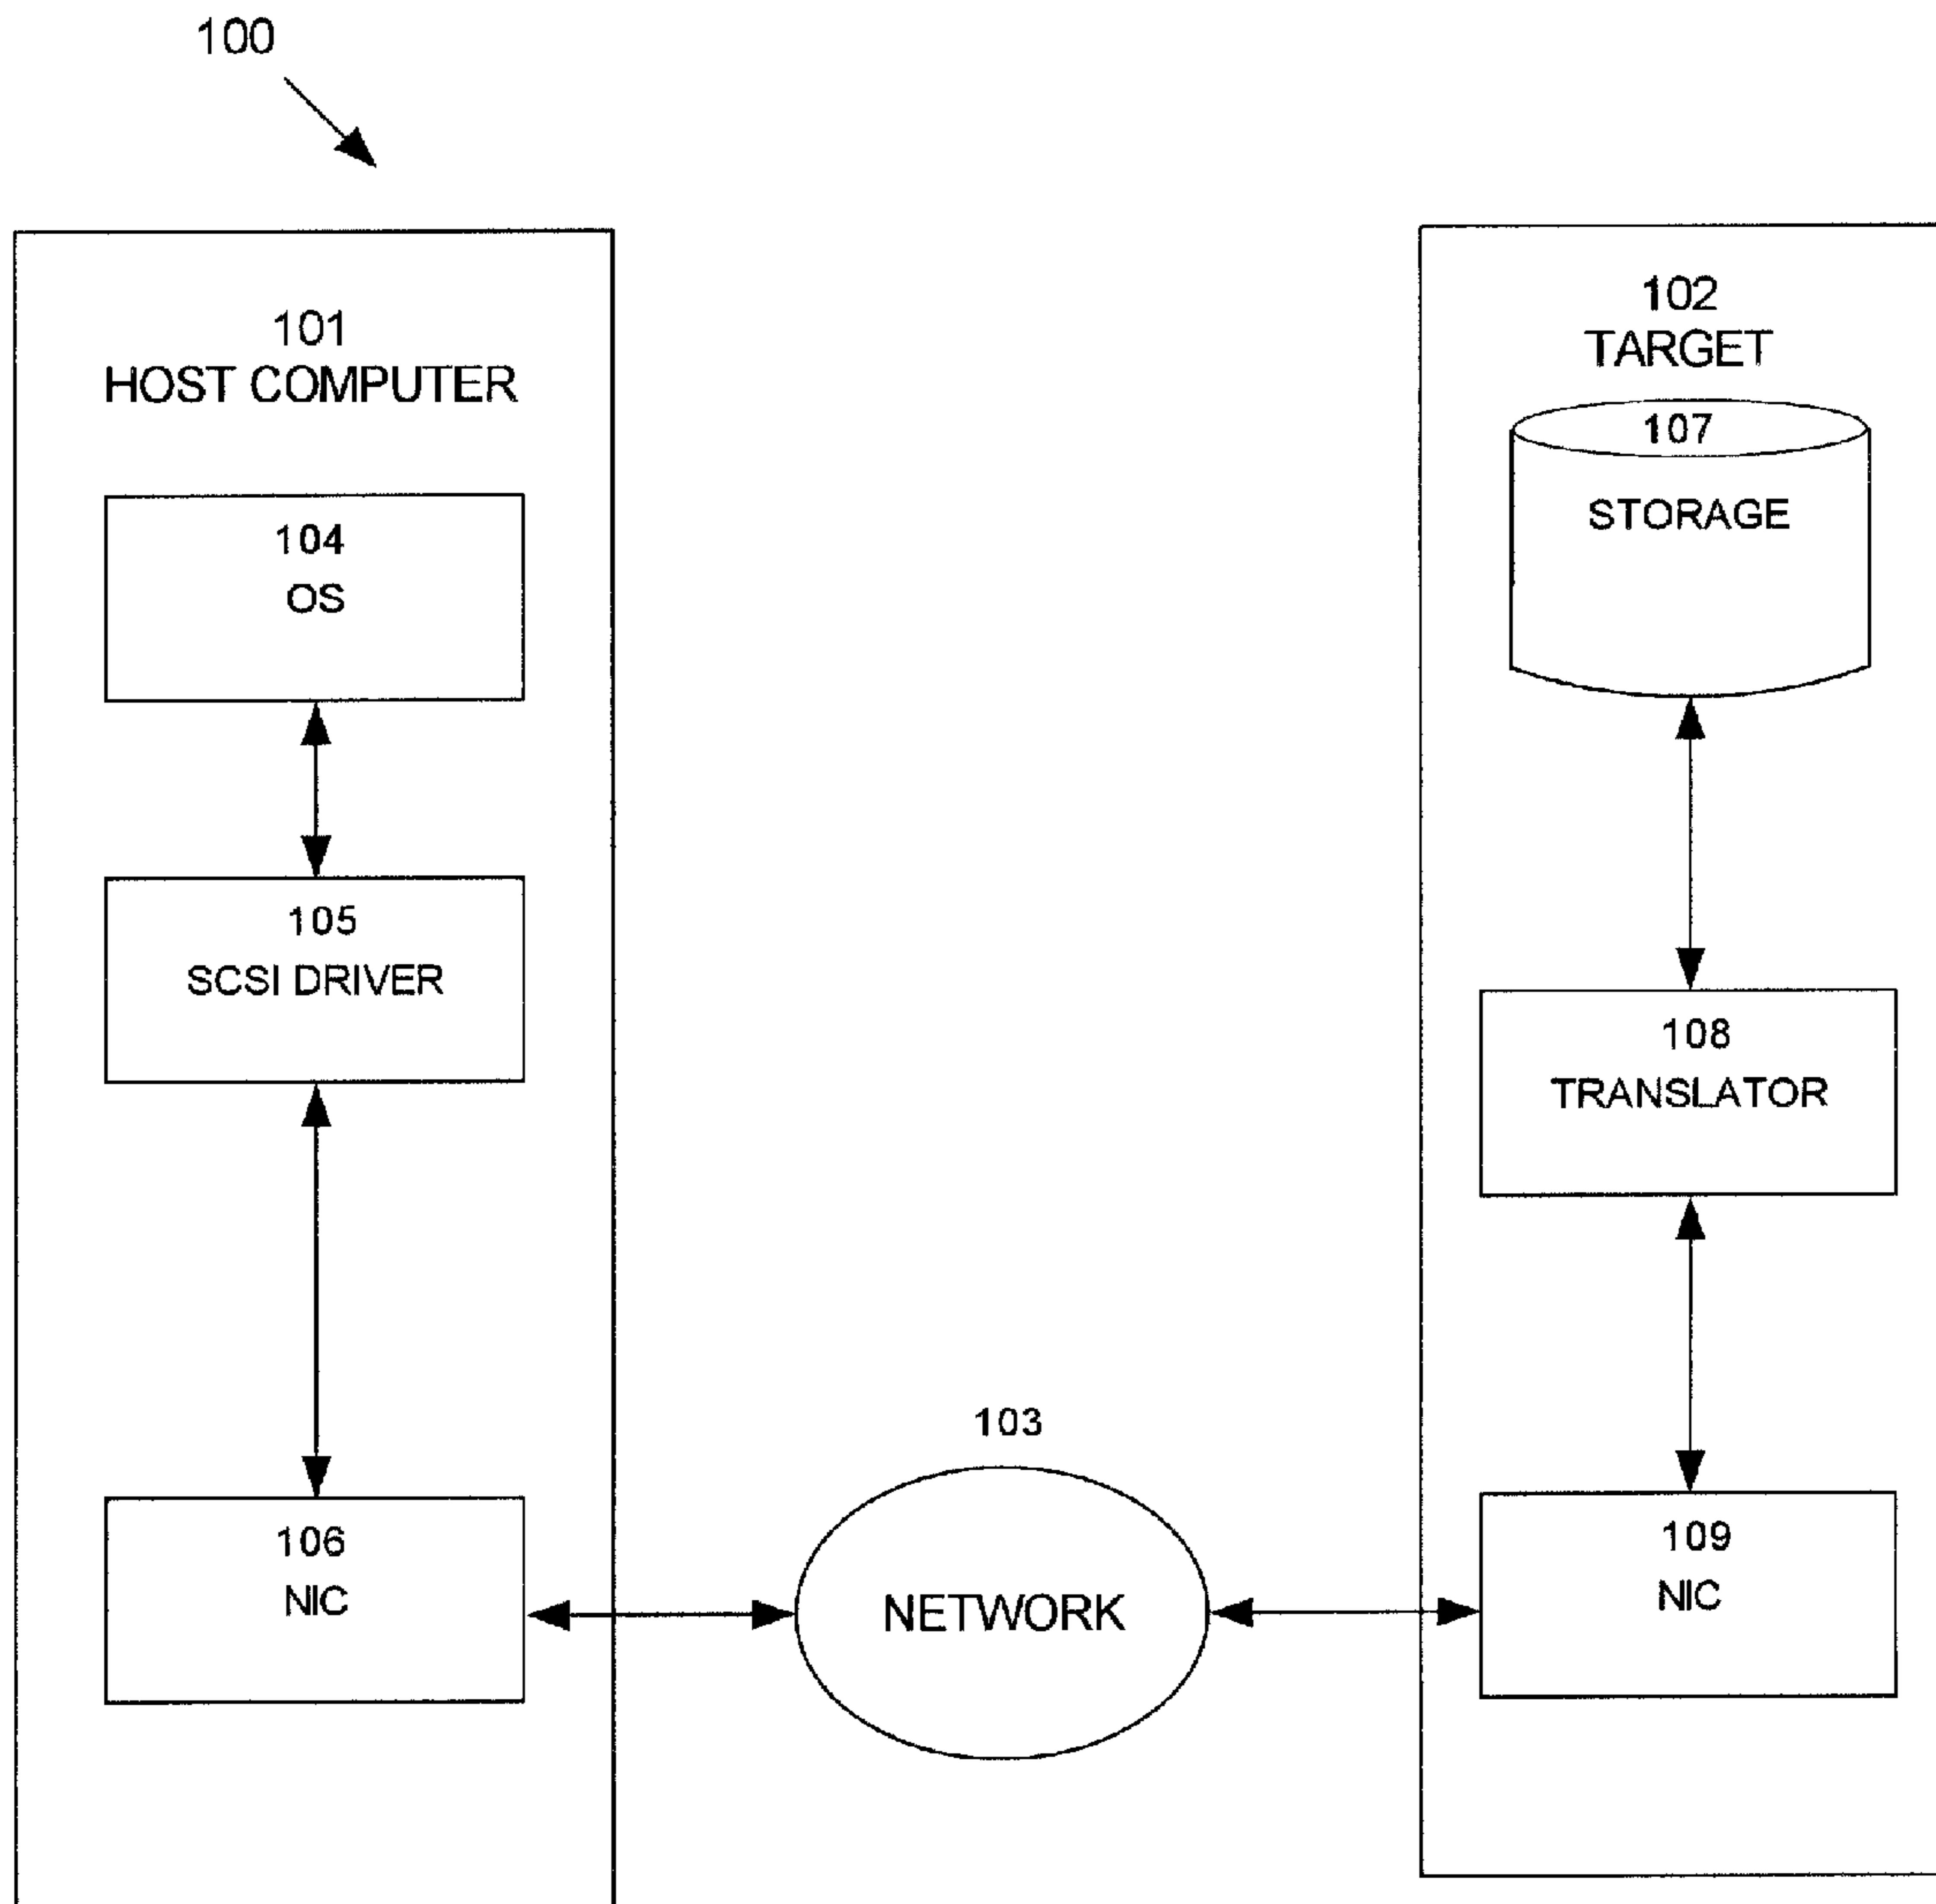 100
101
HOST COMPUTER
104
OS
105
SCSI DRIVER
106
NIC
103
NETWORK
102
TARGET
107
STORAGE
108
TRANSLATOR
109
NIC